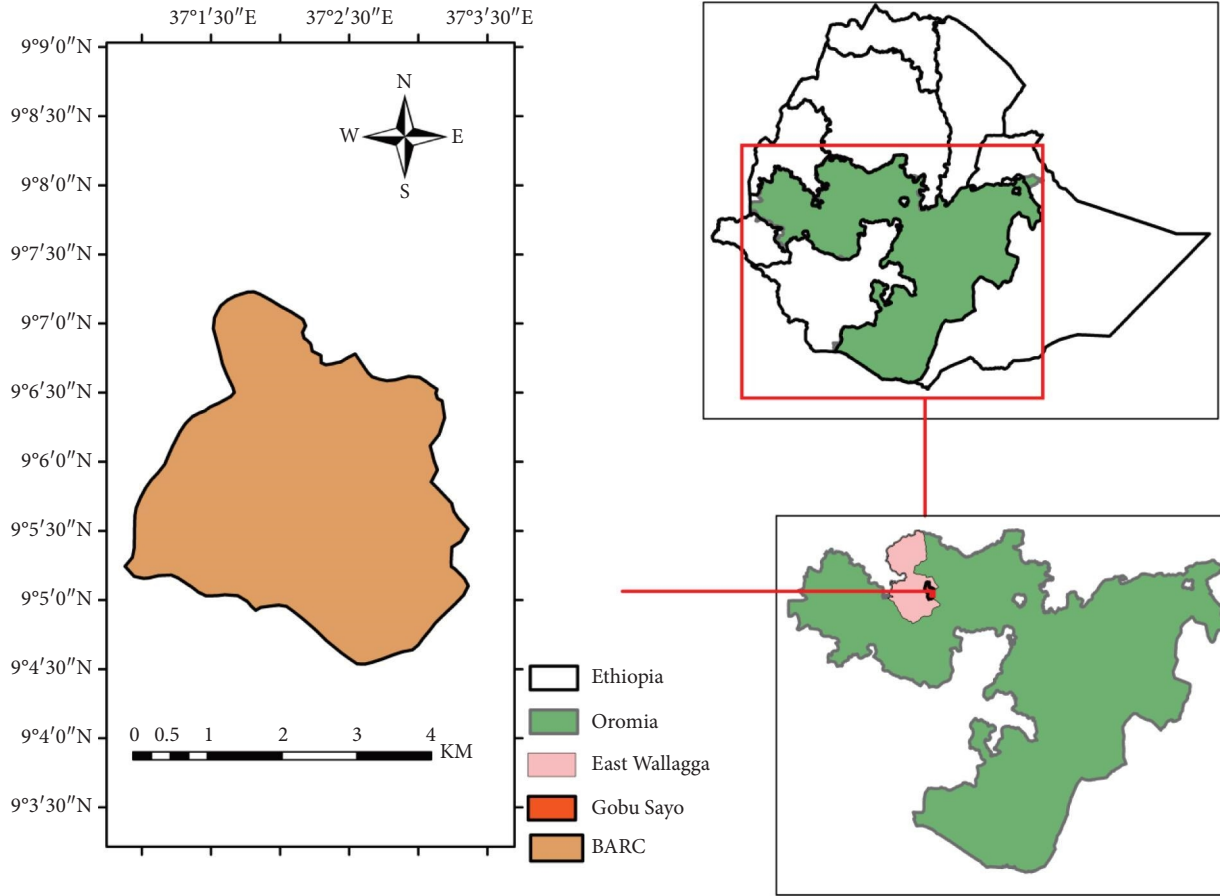 37°1′30″E 37°2′30″E 37°3′30″E
9°9′0″N
9°8′30″N
9°8′0″N
9°7′30″N
9°7′0″N
9°6′30″N
9°6′0″N
9°5′30″N
9°5′0″N
9°4′30″N
9°4′0″N
9°3′30″N
N
W E
S
0 0.5 1 2 3 4
KM
Ethiopia
Oromia
East Wallagga
Gobu Sayo
BARC